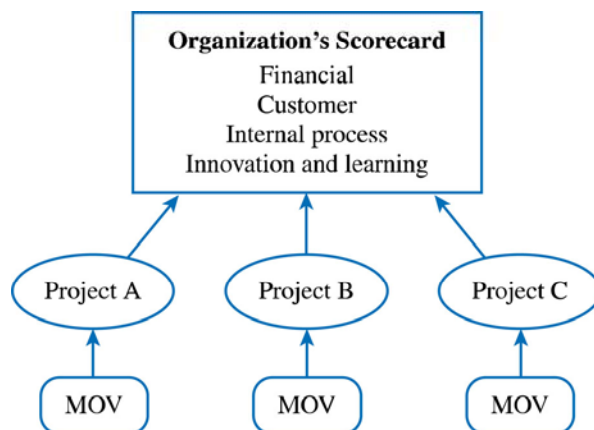 Organization's Scorecard
Financial
Customer
Internal process
Innovation and learning
Project A
Project B
Project C
MOV
MOV
MOV